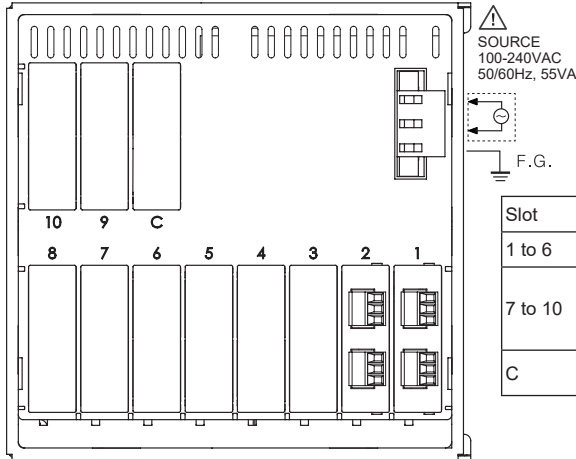 SOURCE
100-240VAC
50/60Hz, 55VA
F.G.
10 9 C
8 7 6 5 4 3 2 1
Slot
1 to 6
7 to 10
C